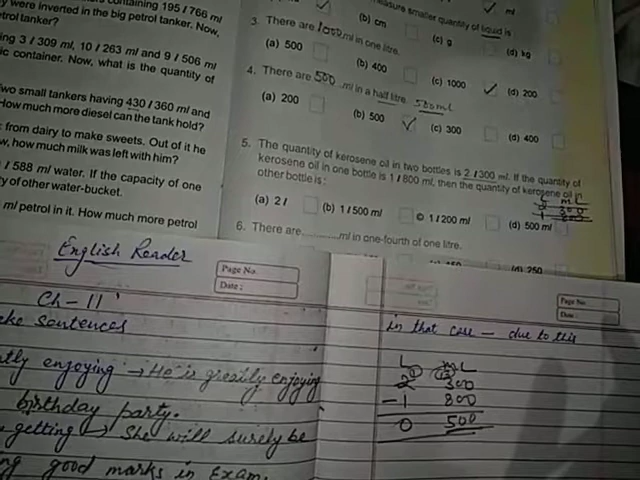 containing 195 l 766 ml
y were inverted in the big petrol tanker. Now,
etrol tanker?
ing 3 l 309 ml, 10 l 263 ml and 9 l 506 ml
ic container. Now, what is the quantity of
wo small tankers having 430 l 360 ml and
How much more diesel can the tank hold?
from dairy to make sweets. Out of it he
w, how much milk was left with him?
l 588 ml water. If the capacity of one
ty of other water-bucket.
ml petrol in it. How much more petrol
measure smaller quantity of liquid is
(b) cm
(c) g
(d) kg
ml
3. There are 1000 ml in one litre.
(a) 500
(b) 400
(c) 1000
(d) 200
4. There are 500 ml in a half litre. 500ml
(a) 200
(b) 500
(c) 300
(d) 400
5. The quantity of kerosene oil in two bottles is 2 l 300 ml. If the quantity of
kerosene oil in one bottle is 1 l 800 ml, then the quantity of kerosene oil in
other bottle is :
(a) 2 l
(b) 1 l 500 ml
© 1 l 200 ml
(d) 500 ml
L mL
2 300
1 800
6. There are............ml in one-fourth of one litre.
(d) 250
English Reader
Page No.
Date :
Ch - 11
ke sentences
tly enjoying → He is greatly enjoying
birthday party.
getting → She will surely be
ng good marks in Exam.
Page No.
Date :
in that case — due to this
L mL
2 300
- 1 800
0 500